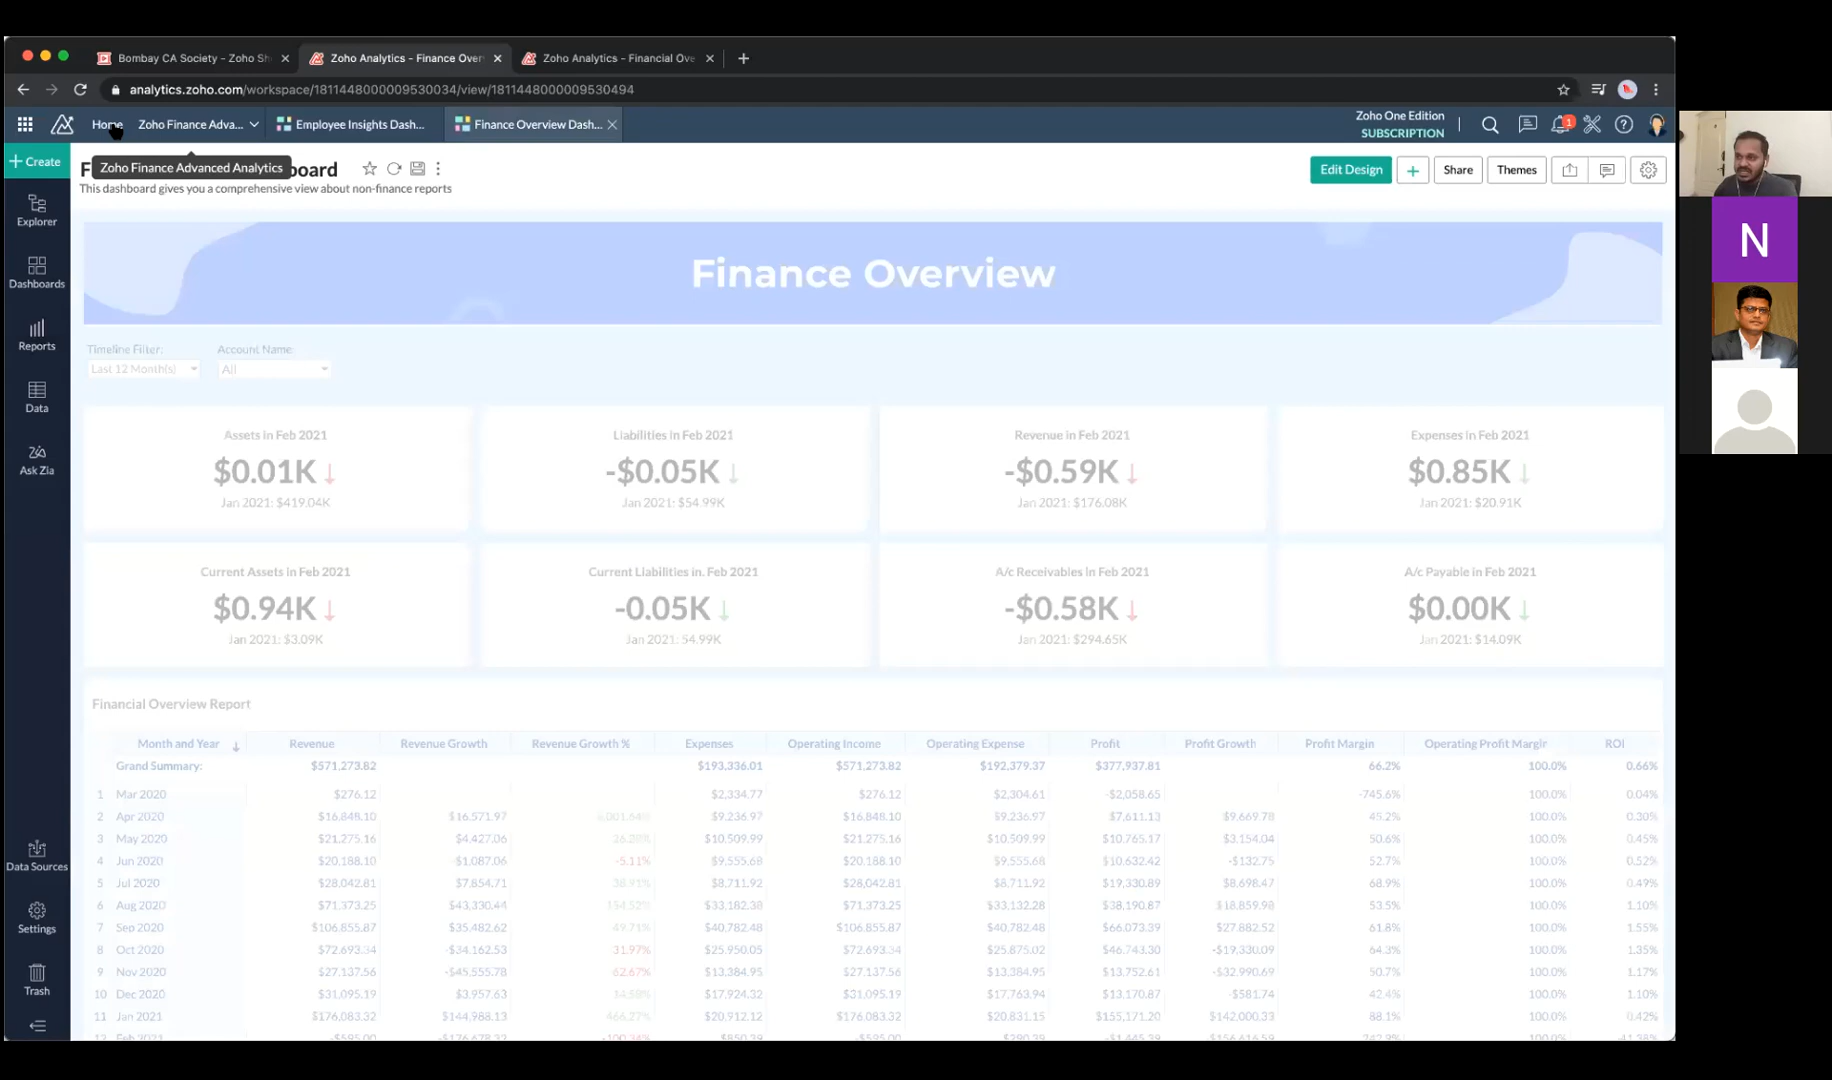 Bombay CA Society - Zoho Sh
Zoho Analytics - Finance Over
Zoho Analytics - Financial Ove
analytics.zoho.com/workspace/1811448000009530034/view/1811448000009530494
Home
Zoho Finance Adva...
Employee Insights Dash...
Finance Overview Dash...
Zoho One Edition
SUBSCRIPTION
1
Create
F
board
Zoho Finance Advanced Analytics
This dashboard gives you a comprehensive view about non-finance reports
Edit Design
Share
Themes
Explorer
Dashboards
Reports
Data
Ask Zia
Data Sources
Settings
Trash
N
Finance Overview
Timeline Filter:
Account Name:
Last 12 Month(s)
All
Assets in Feb 2021
$0.01K
Jan 2021: $419.04K
Liabilities in Feb 2021
-$0.05K
Jan 2021: $54.99K
Revenue in Feb 2021
-$0.59K
Jan 2021: $176.08K
Expenses in Feb 2021
$0.85K
Jan 2021: $20.91K
Current Assets in Feb 2021
$0.94K
Jan 2021: $3.09K
Current Liabilities in. Feb 2021
-0.05K
Jan 2021: 54.99K
A/c Receivables in Feb 2021
-$0.58K
Jan 2021: $294.65K
A/c Payable in Feb 2021
$0.00K
Jan 2021: $14.09K
Financial Overview Report
Month and Year Revenue Revenue Growth Revenue Growth % Expenses Operating Income Operating Expense Profit Profit Growth Profit Margin Operating Profit Margin ROI
Grand Summary: $571,273.82 $193,336.01 $571,273.82 $192,379.37 $377,937.81 66.2% 100.0% 0.66%
1 Mar 2020 $276.12 $2,334.77 $276.12 $2,304.61 -$2,058.65 -745.6% 100.0% 0.04%
2 Apr 2020 $16,848.10 $16,571.97 $9,236.97 $16,848.10 $9,236.97 $7,611.13 $9,669.78 45.2% 100.0% 0.30%
3 May 2020 $21,275.16 $4,427.06 $10,509.99 $21,275.16 $10,509.99 $10,765.17 $3,154.04 50.6% 100.0% 0.45%
4 Jun 2020 $20,188.10 -$1,087.06 -5.11% $9,555.68 $20,188.10 $9,555.68 $10,632.42 -$132.75 52.7% 100.0% 0.52%
5 Jul 2020 $28,042.81 $7,854.71 38.91% $8,711.92 $28,042.81 $8,711.92 $19,330.89 $8,698.47 68.9% 100.0% 0.49%
6 Aug 2020 $71,373.25 $43,330.44 154.52% $33,182.38 $71,373.25 $33,132.28 $38,190.87 $18,859.98 53.5% 100.0% 1.10%
7 Sep 2020 $106,855.87 $35,482.62 49.71% $40,782.48 $106,855.87 $40,782.48 $66,073.39 $27,882.52 61.8% 100.0% 1.55%
8 Oct 2020 $72,693.34 -$34,162.53 31.97% $25,950.05 $72,693.34 $25,875.02 $46,743.30 -$19,330.09 64.3% 100.0% 1.35%
9 Nov 2020 $27,137.56 -$45,555.78 -62.67% $13,384.95 $27,137.56 $13,384.95 $13,752.61 -$32,990.69 50.7% 100.0% 1.17%
10 Dec 2020 $31,095.19 $3,957.63 14.58% $17,924.32 $31,095.19 $17,763.94 $13,170.87 -$581.74 42.4% 100.0% 1.10%
11 Jan 2021 $176,083.32 $144,988.13 466.27% $20,912.12 $176,083.32 $20,831.15 $155,171.20 $142,000.33 88.1% 100.0% 0.42%